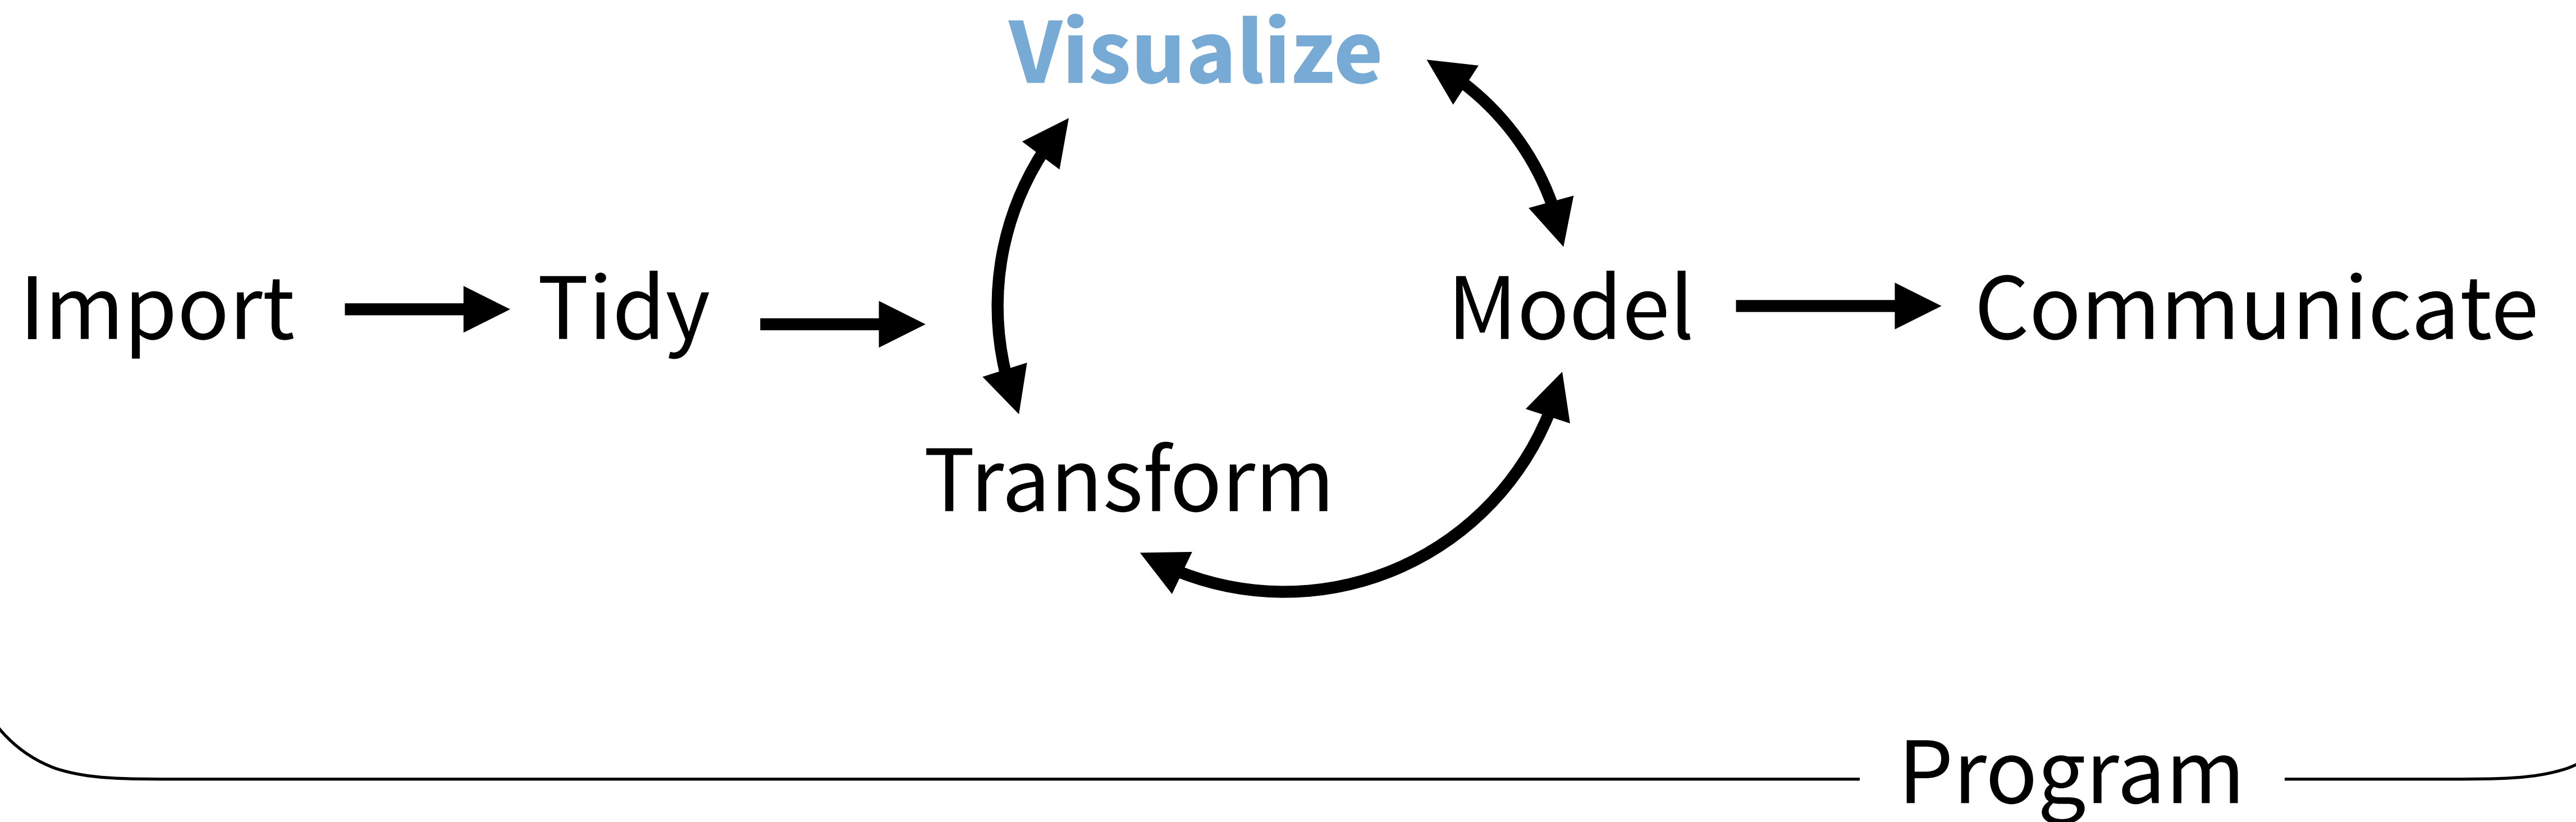 Visualize
Import
Tidy
Model
Communicate
Transform
Program